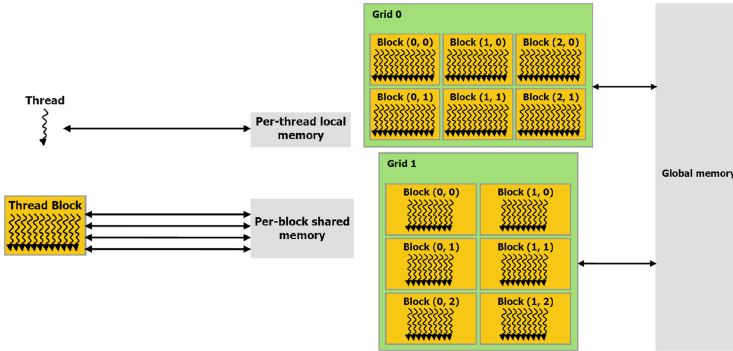 Thread
Per-thread local
memory
Thread Block
Per-block shared
memory
Grid 0
Block (0, 0) Block (1, 0) Block (2, 0)
Block (0, 1) Block (1, 1) Block (2, 1)
Grid 1
Block (0, 0) Block (1, 0)
Block (0, 1) Block (1, 1)
Block (0, 2) Block (1, 2)
Global memory